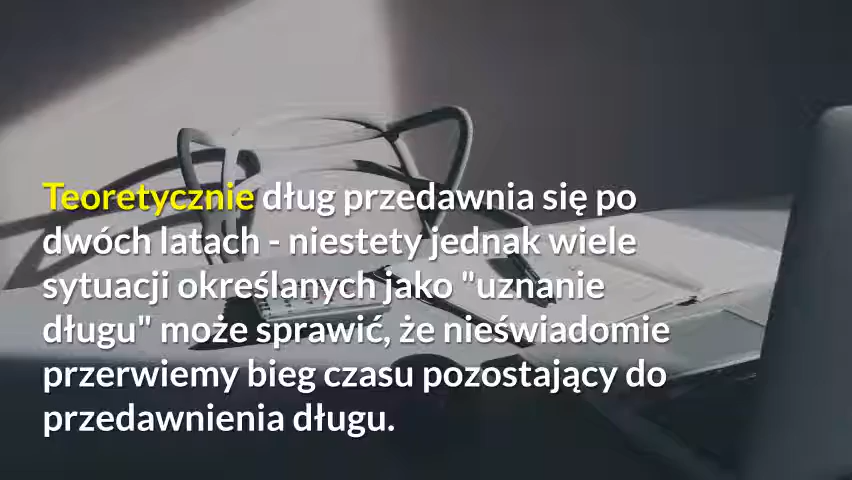 Teoretycznie dług przedawnia się po
dwóch latach - niestety jednak wiele
sytuacji określanych jako "uznanie
długu" może sprawić, że nieświadomie
przerwiemy bieg czasu pozostający do
przedawnienia długu.